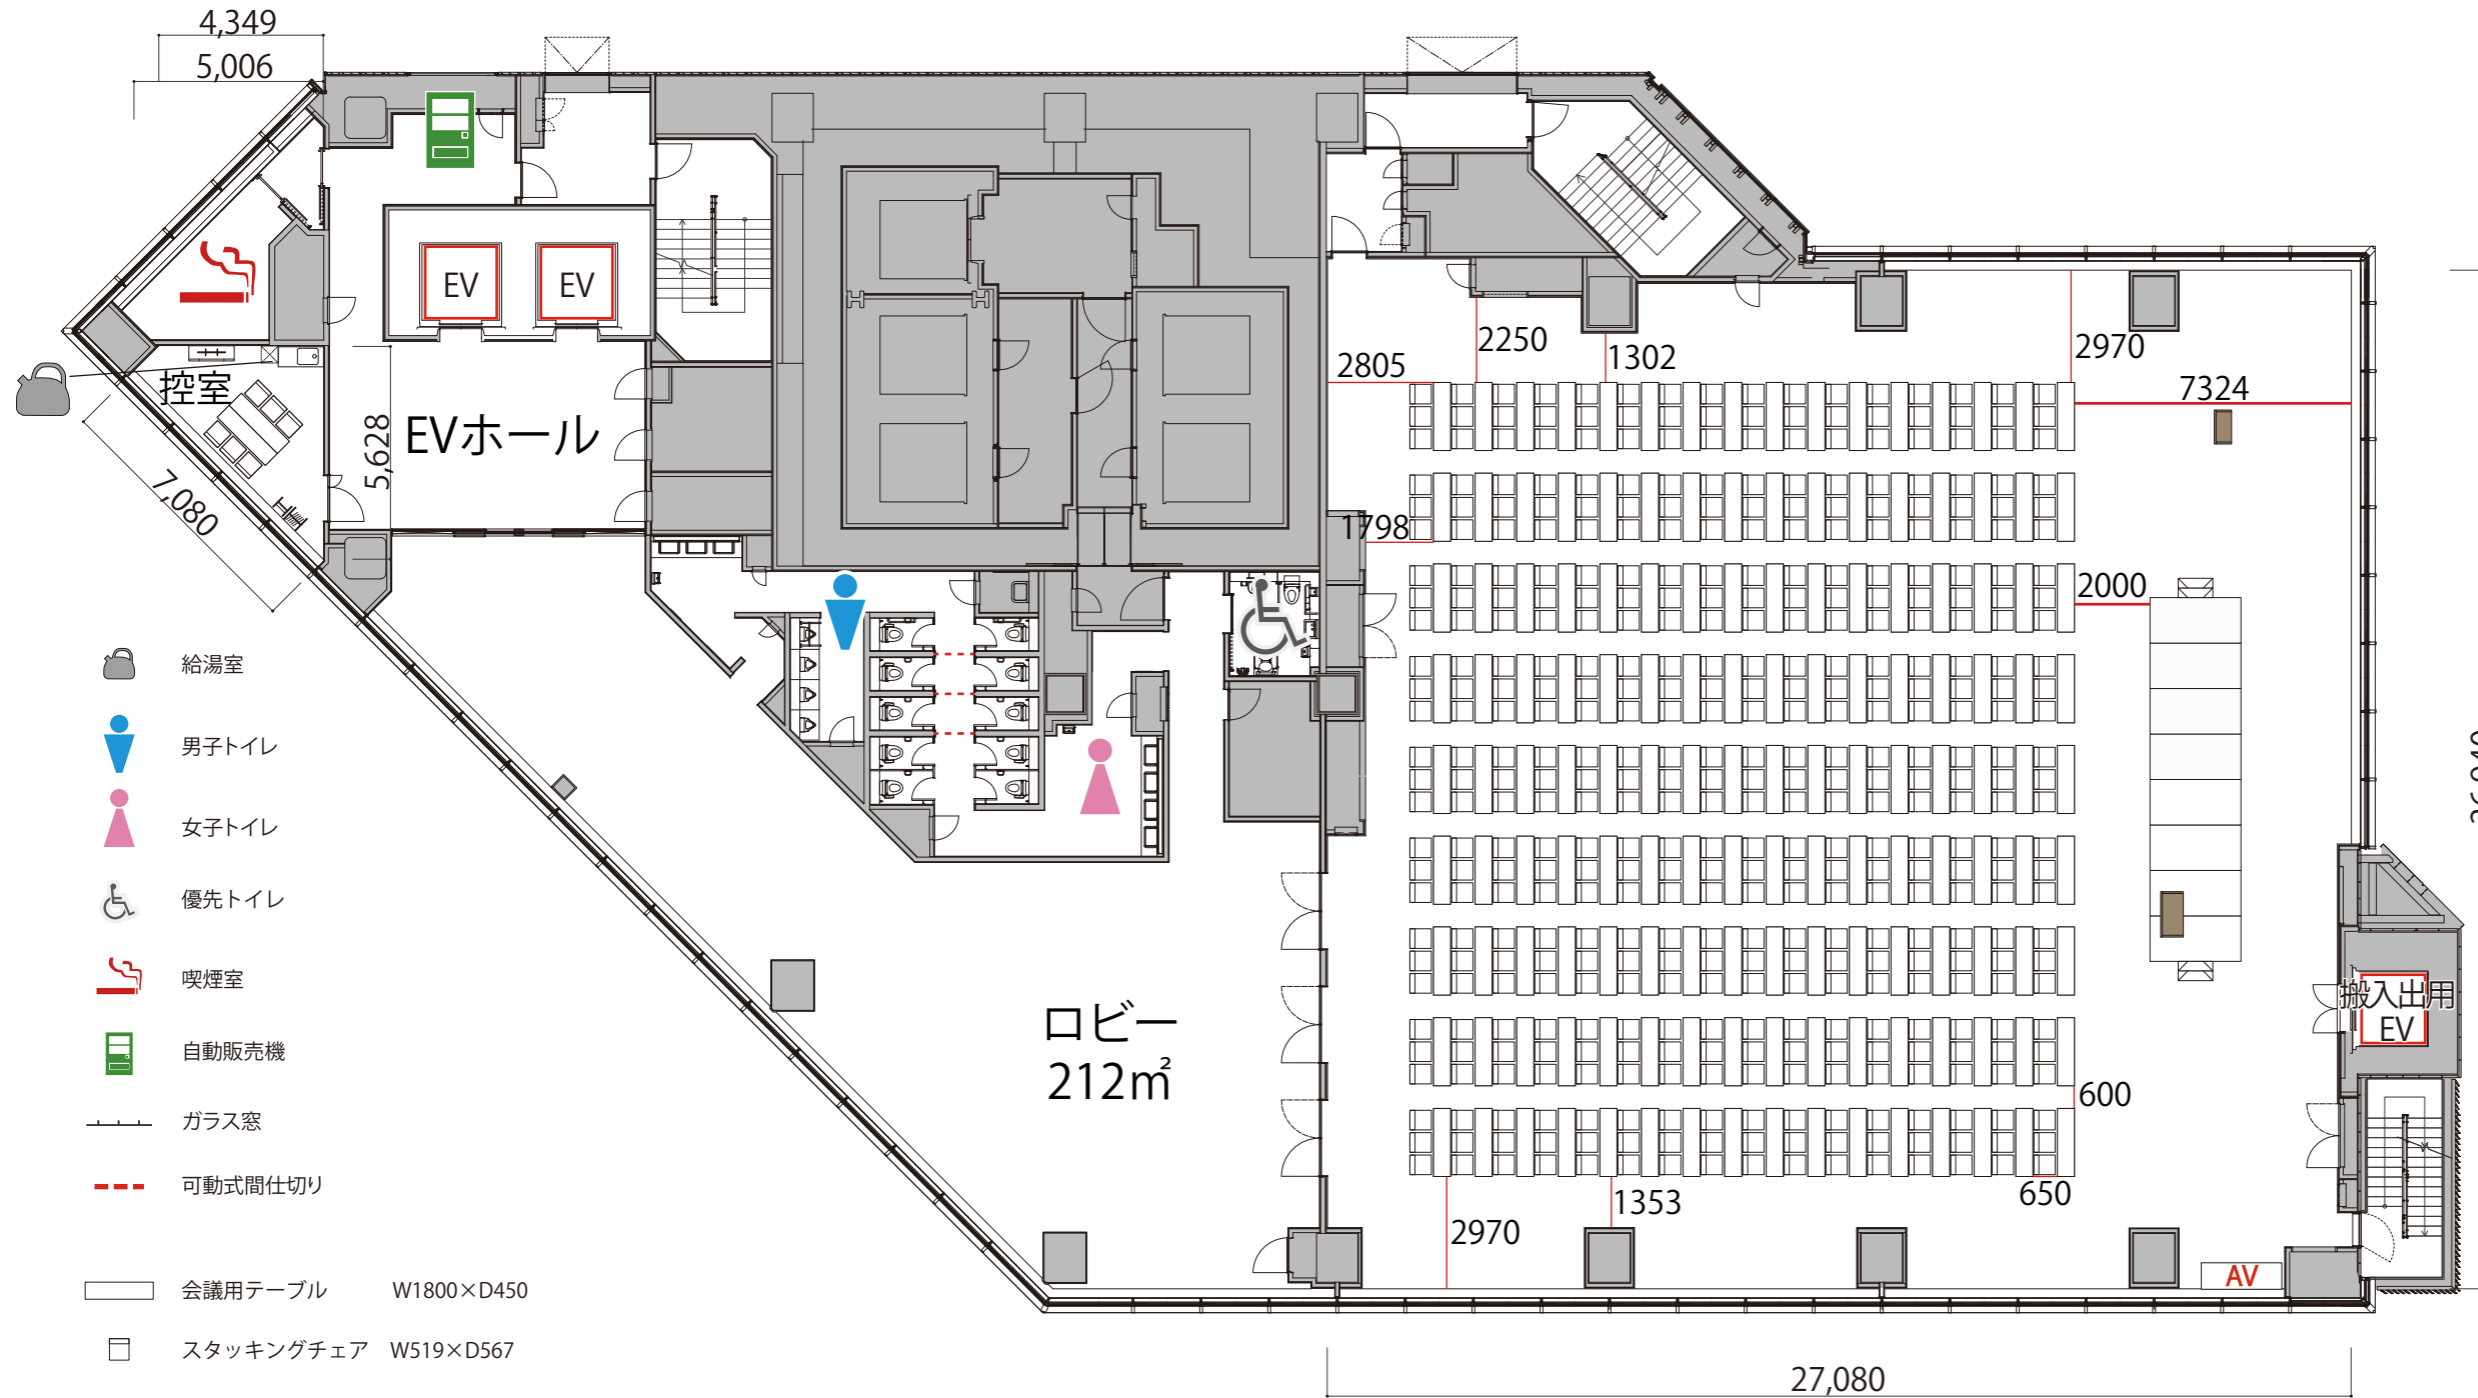 4,349
5,006
EV
EV
控室
EVホール
5,628
7,080
2805
2250
1302
2970
7324
1798
2000
ロビー
212㎡
搬入出用
EV
600
650
1353
2970
AV
27,080
給湯室
男子トイレ
女子トイレ
優先トイレ
喫煙室
自動販売機
ガラス窓
可動式間仕切り
会議用テーブル W1800×D450
スタッキングチェア W519×D567